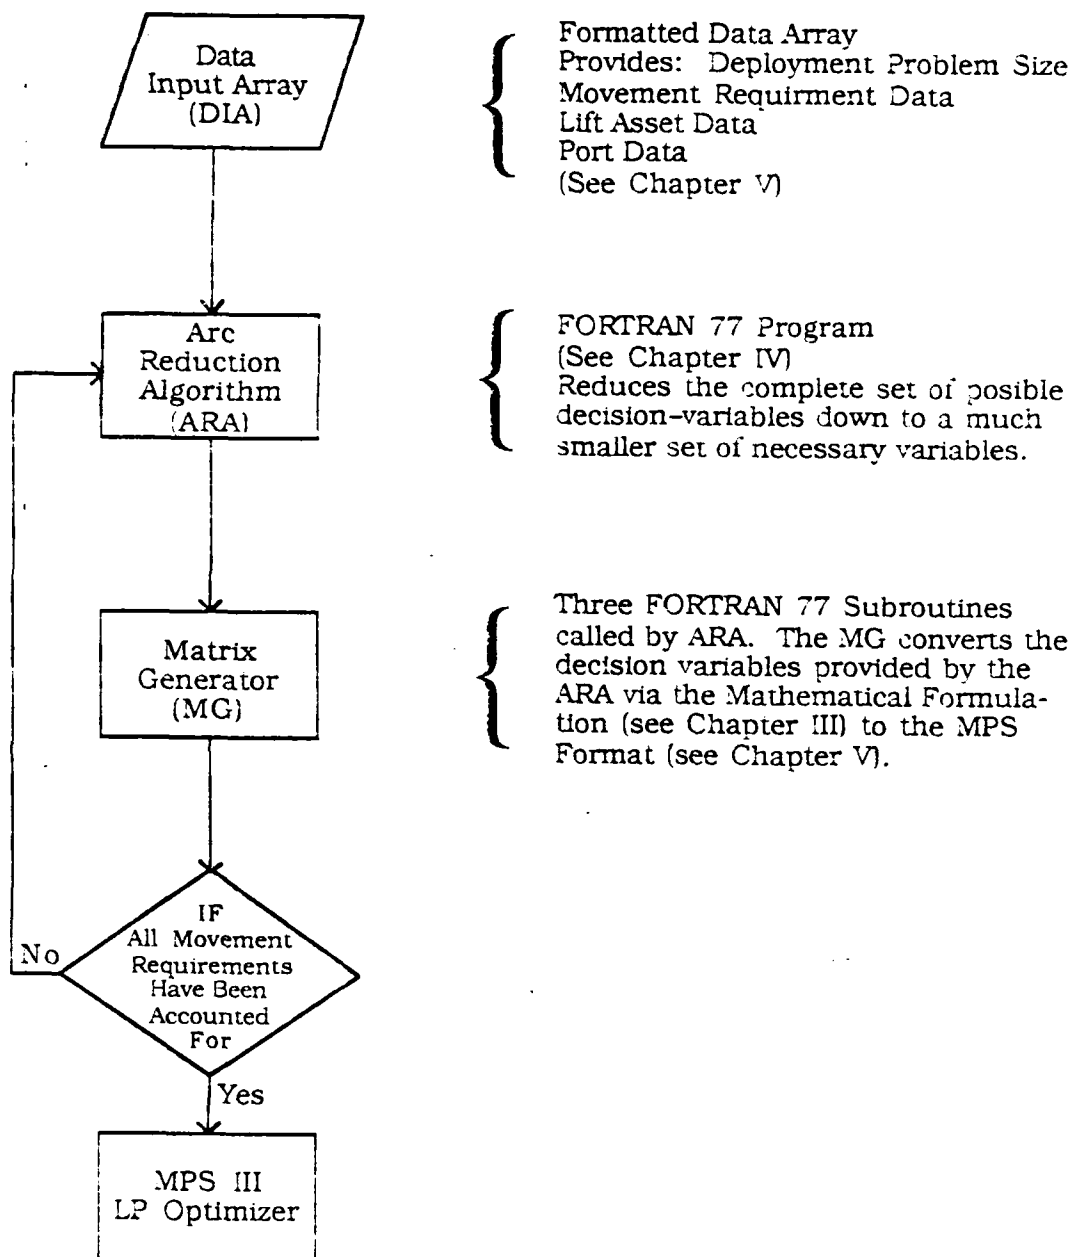 Data
Input Array
(DIA)
Formatted Data Array
Provides: Deployment Problem Size
Movement Requirment Data
Lift Asset Data
Port Data
(See Chapter V)
Arc
Reduction
Algorithm
(ARA)
FORTRAN 77 Program
(See Chapter IV)
Reduces the complete set of posible
decision-variables down to a much
smaller set of necessary variables.
Matrix
Generator
(MG)
Three FORTRAN 77 Subroutines
called by ARA. The MG converts the
decision variables provided by the
ARA via the Mathematical Formula-
tion (see Chapter III) to the MPS
Format (see Chapter V).
IF
All Movement
Requirements
Have Been
Accounted
For
No
Yes
MPS III
LP Optimizer